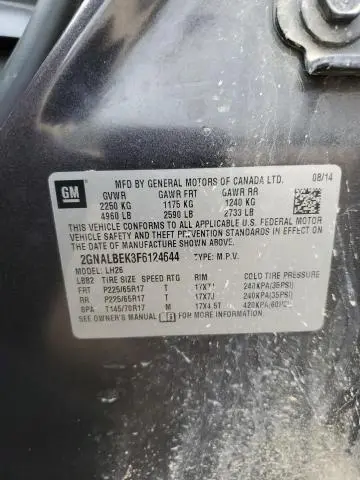 GM
MFD BY GENERAL MOTORS OF CANADA LTD. 08/14
GVWR GAWR FRT GAWR RR
2250 KG 1175 KG 1240 KG
4960 LB 2590 LB 2733 LB
THIS VEHICLE CONFORMS TO ALL APPLICABLE U.S. FEDERAL MOTOR
VEHICLE SAFETY AND THEFT PREVENTION STANDARDS IN EFFECT ON
THE DATE OF MANUFACTURE SHOWN ABOVE.
2GNALBEK3F6124644 TYPE: M.P.V.
MODEL: LH26
TIRE SIZE SPEED RTG RIM COLD TIRE PRESSURE
FRT P225/65R17 T 17X7J 240KPA(35PSI)
RR P225/65R17 T 17X7J 240KPA(35PSI)
SPA T145/70R17 M 17X4.5T 420KPA(60PSI)
SEE OWNER'S MANUAL FOR MORE INFORMATION